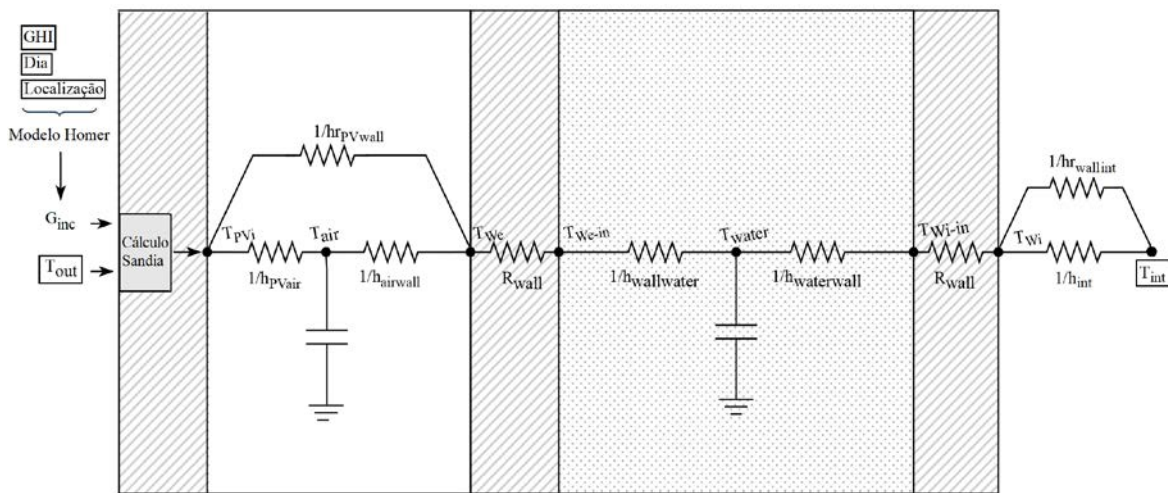 GHI
Dia
Localização
Modelo Homer
G_inc
T_out
Cálculo
Sandia
1/hr_PVwall
T_PVi
T_air
T_We
T_We-in
T_water
T_Wi-in
T_Wi
1/h_PVair
1/h_airwall
R_wall
1/h_wallwater
1/h_waterwall
R_wall
1/hr_wallint
1/h_int
T_int